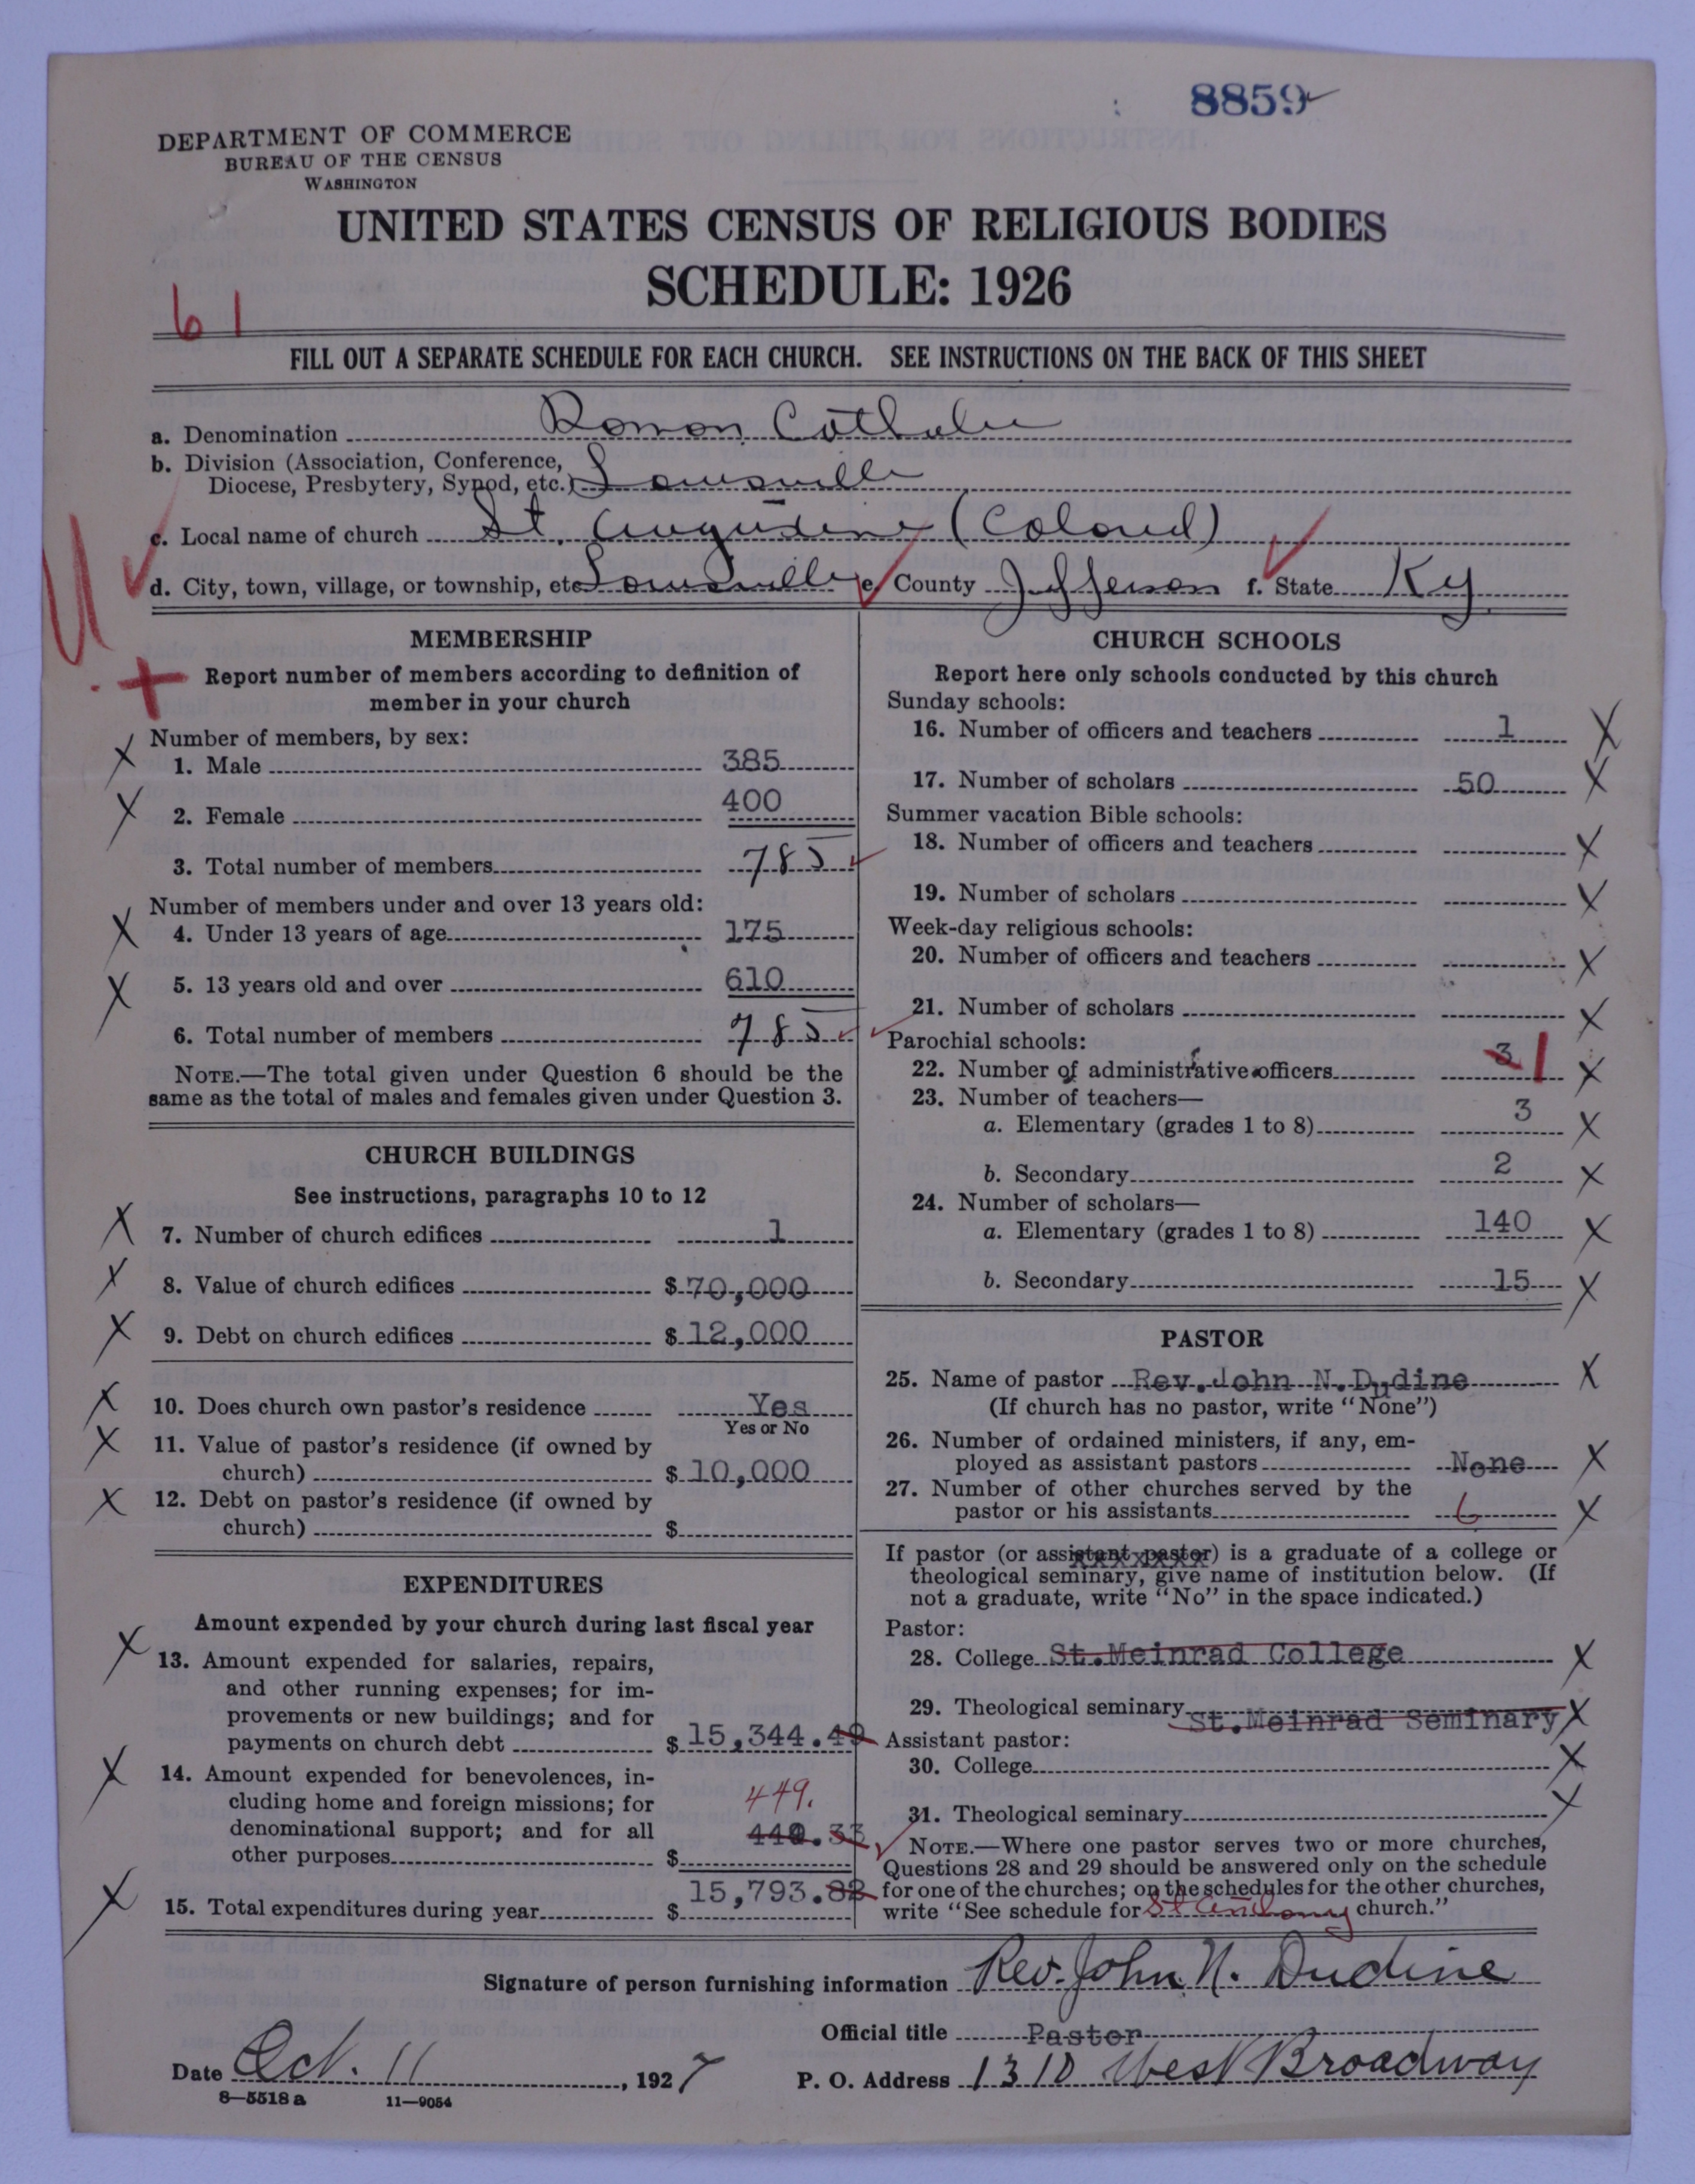 8859
DEPARTMENT OF COMMERCE
BUREAU OF THE CENSUS
WASHINGTON
UNITED STATES CENSUS OF RELIGIOUS BODIES
SCHEDULE: 1926
61
FILL OUT A SEPARATE SCHEDULE FOR EACH CHURCH. SEE INSTRUCTIONS ON THE BACK OF THIS SHEET
a. Denomination Roman Catholic
b. Division (Association, Conference,
Diocese, Presbytery, Synod, etc.) Louisville
c. Local name of church St. Augustine (Colored)
d. City, town, village, or township, etc. Louisville e. County Jefferson f. State Ky.
MEMBERSHIP
Report number of members according to definition of
member in your church
Number of members, by sex:
1. Male 385
2. Female 400
3. Total number of members 785
Number of members under and over 13 years old:
4. Under 13 years of age 175
5. 13 years old and over 610
6. Total number of members 785
NOTE.—The total given under Question 6 should be the
same as the total of males and females given under Question 3.
CHURCH BUILDINGS
See instructions, paragraphs 10 to 12
7. Number of church edifices 1
8. Value of church edifices $ 70,000
9. Debt on church edifices $ 12,000
10. Does church own pastor's residence Yes
Yes or No
11. Value of pastor's residence (if owned by
church) $ 10,000
12. Debt on pastor's residence (if owned by
church) $
EXPENDITURES
Amount expended by your church during last fiscal year
13. Amount expended for salaries, repairs,
and other running expenses; for im-
provements or new buildings; and for
payments on church debt $ 15,344.49
14. Amount expended for benevolences, in-
cluding home and foreign missions; for 449.
denominational support; and for all .33
other purposes $
15,793.82
15. Total expenditures during year $
CHURCH SCHOOLS
Report here only schools conducted by this church
Sunday schools:
16. Number of officers and teachers 1
17. Number of scholars 50
Summer vacation Bible schools:
18. Number of officers and teachers
19. Number of scholars
Week-day religious schools:
20. Number of officers and teachers
21. Number of scholars
Parochial schools:
22. Number of administrative officers 3 1
23. Number of teachers—
a. Elementary (grades 1 to 8) 3
b. Secondary 2
24. Number of scholars—
a. Elementary (grades 1 to 8) 140
b. Secondary 15
PASTOR
25. Name of pastor Rev. John N. Dudine
(If church has no pastor, write "None")
26. Number of ordained ministers, if any, em-
ployed as assistant pastors None
27. Number of other churches served by the
pastor or his assistants
If pastor (or assistant pastor) is a graduate of a college or
theological seminary, give name of institution below. (If
not a graduate, write "No" in the space indicated.)
Pastor:
28. College St. Meinrad College
29. Theological seminary St. Meinrad Seminary
Assistant pastor:
30. College
31. Theological seminary
NOTE.—Where one pastor serves two or more churches,
Questions 28 and 29 should be answered only on the schedule
for one of the churches; on the schedules for the other churches,
write "See schedule for St Anthony church."
Signature of person furnishing information Rev. John N. Dudine
Official title Pastor
Date Oct. 11, 1927 P. O. Address 1310 West Broadway
8—5518 a 11—9054